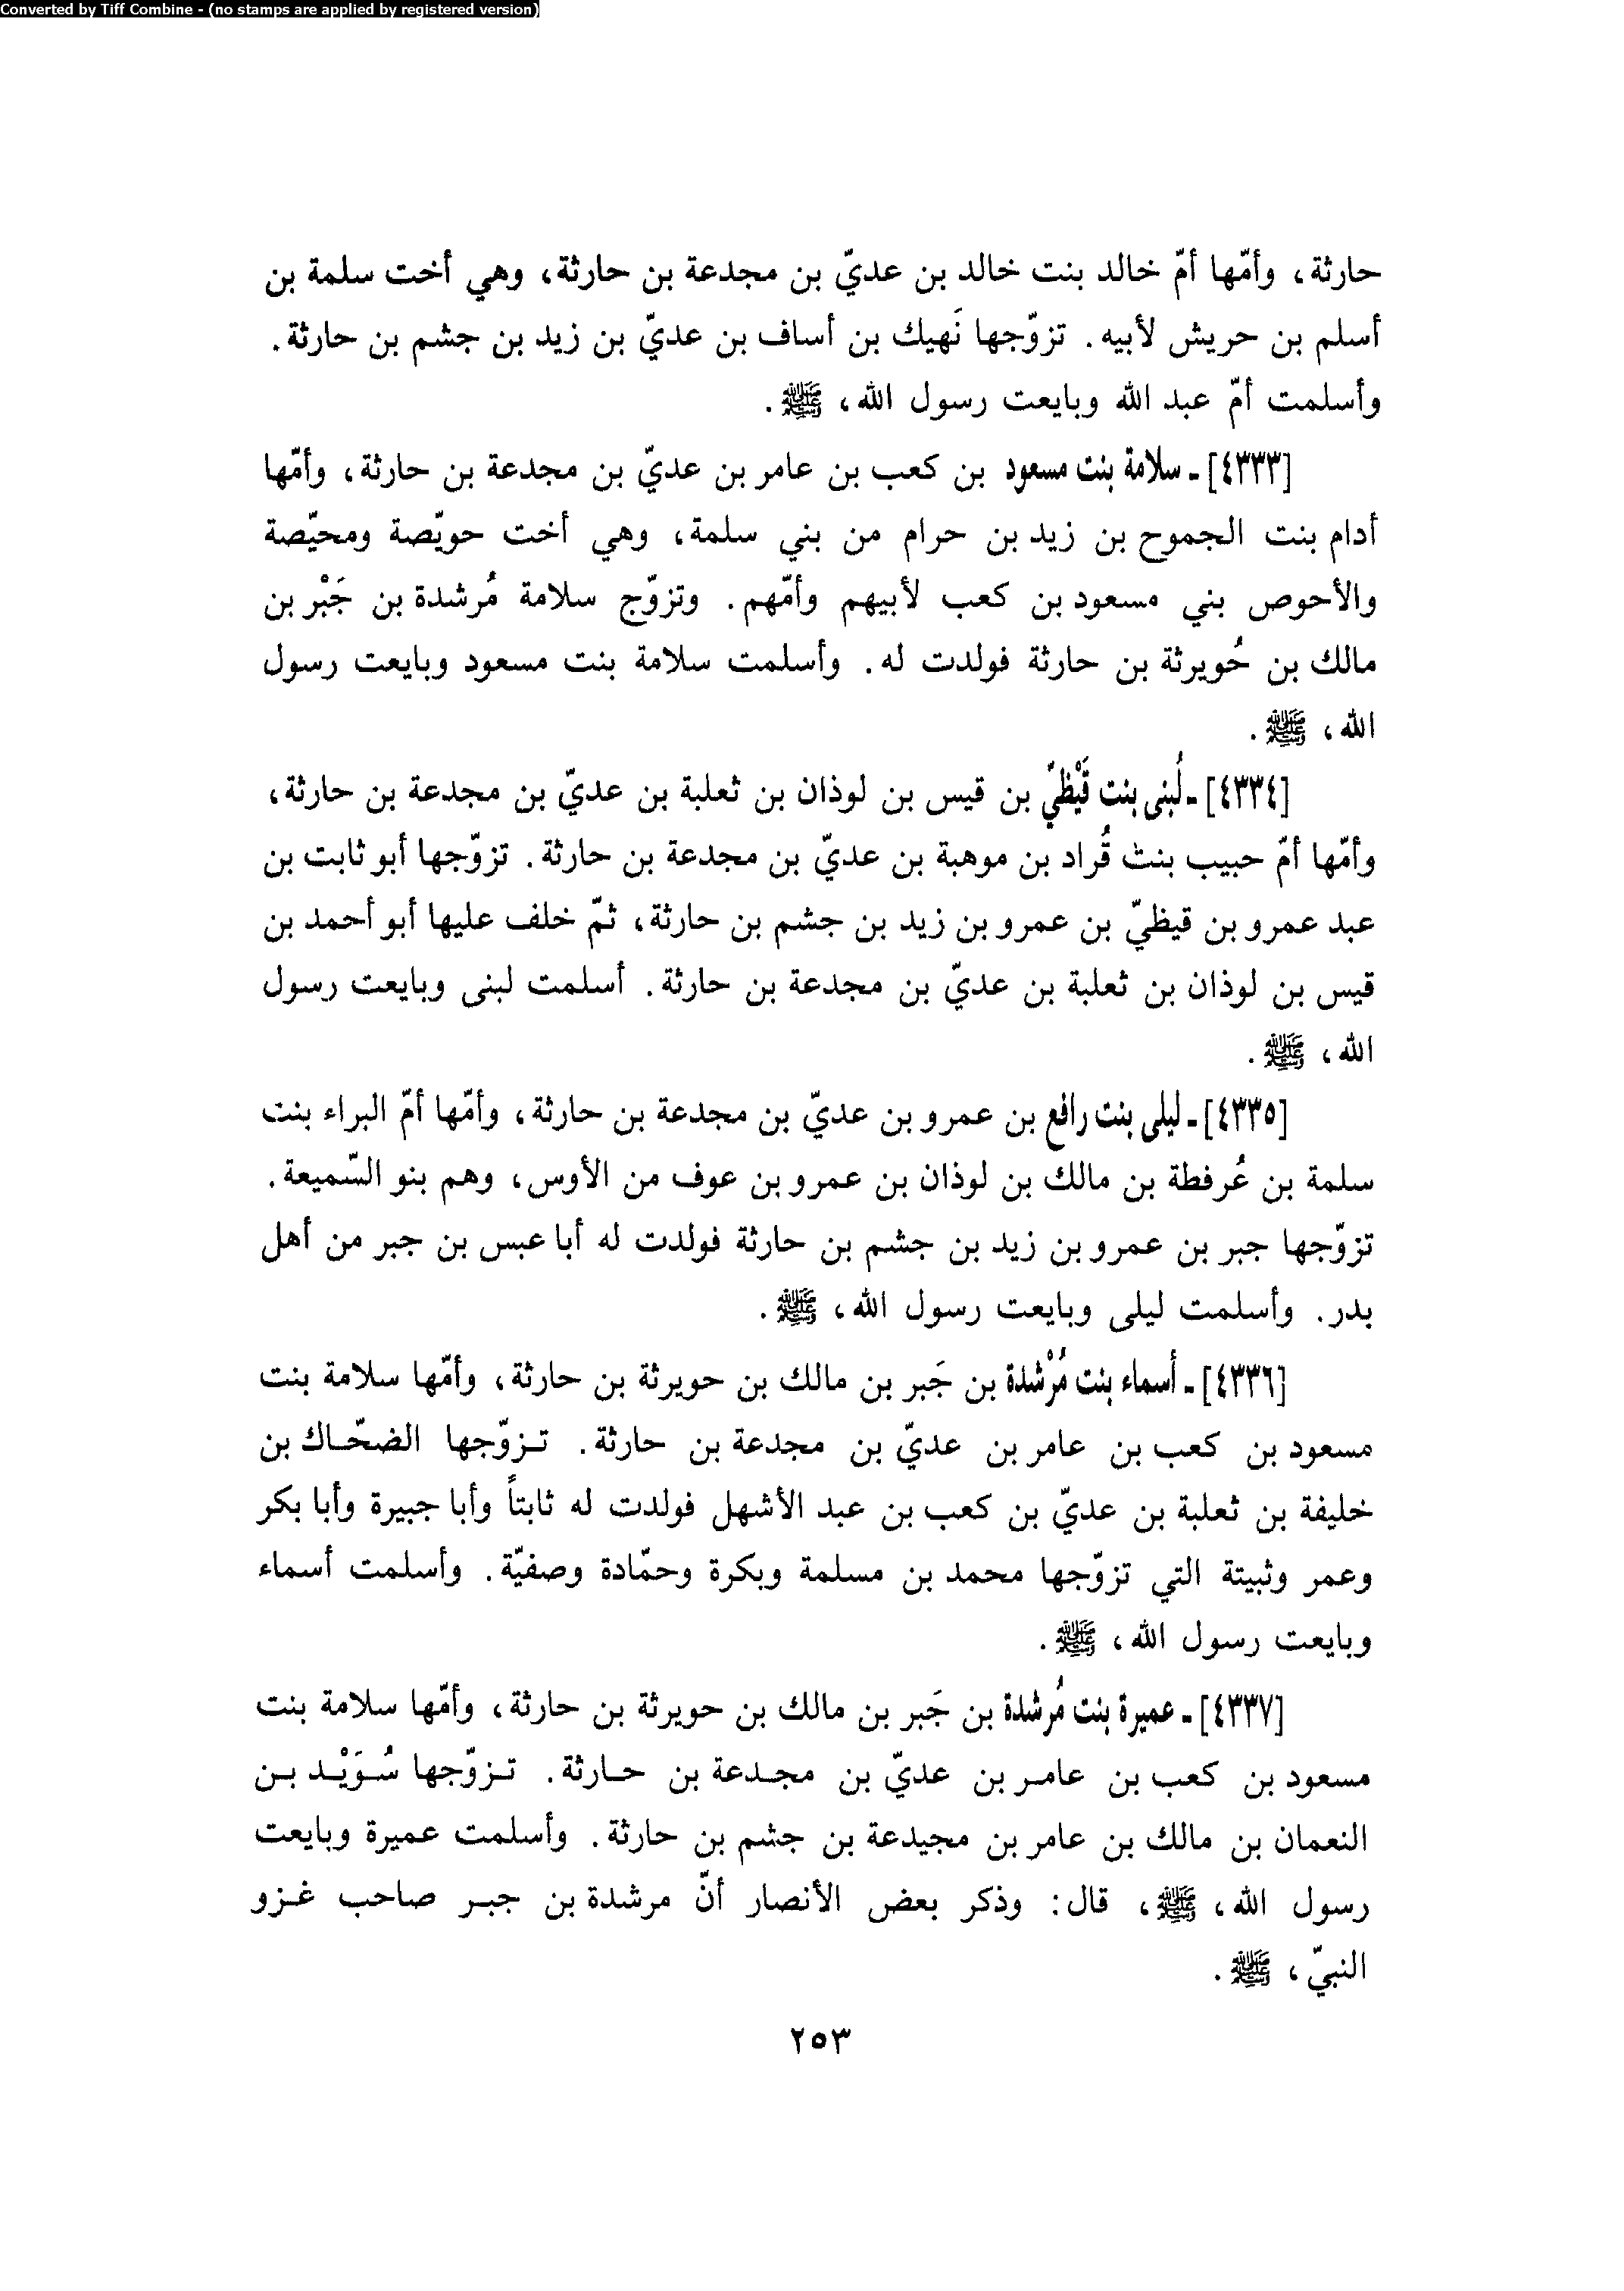 Converted by Tiff Combine - (no stamps are applied by registered version)
حارثة، وأمّها أمّ خالد بنت خالد بن عديّ بن مجدعة بن حارثة، وهي أخت سلمة بن
أسلم بن حريش لأبيه. تزوّجها نَهيك بن أساف بن عديّ بن زيد بن جشم بن حارثة.
وأسلمت أمّ عبد الله وبايعت رسول الله، ﷺ.
[٤٣٣٣] ـ سلامة بنت مسعود بن كعب بن عامر بن عديّ بن مجدعة بن حارثة، وأمّها
أدام بنت الجموح بن زيد بن حرام من بني سلمة، وهي أخت حويّصة ومحيّصة
والأحوص بني مسعود بن كعب لأبيهم وأمّهم. وتزوّج سلامة مُرشدة بن جَبْر بن
مالك بن حُويرثة بن حارثة فولدت له. وأسلمت سلامة بنت مسعود وبايعت رسول
الله، ﷺ.
[٤٣٣٤] ـ لُبنى بنت قَيْظيّ بن قيس بن لوذان بن ثعلبة بن عديّ بن مجدعة بن حارثة،
وأمّها أمّ حبيب بنت قُراد بن موهبة بن عديّ بن مجدعة بن حارثة. تزوّجها أبو ثابت بن
عبد عمرو بن قيظيّ بن عمرو بن زيد بن جشم بن حارثة، ثمّ خلف عليها أبو أحمد بن
قيس بن لوذان بن ثعلبة بن عديّ بن مجدعة بن حارثة. أسلمت لبنى وبايعت رسول
الله، ﷺ.
[٤٣٣٥] ـ ليلى بنت رافع بن عمرو بن عديّ بن مجدعة بن حارثة، وأمّها أمّ البراء بنت
سلمة بن عُرفطة بن مالك بن لوذان بن عمرو بن عوف من الأوس، وهم بنو السّميعة.
تزوّجها جبر بن عمرو بن زيد بن جشم بن حارثة فولدت له أبا عبس بن جبر من أهل
بدر. وأسلمت ليلى وبايعت رسول الله، ﷺ.
[٤٣٣٦] ـ أسماء بنت مُرْشدة بن جَبر بن مالك بن حويرثة بن حارثة، وأمّها سلامة بنت
مسعود بن كعب بن عامر بن عديّ بن مجدعة بن حارثة. تـزوّجها الضحّـاك بن
خليفة بن ثعلبة بن عديّ بن كعب بن عبد الأشهل فولدت له ثابتاً وأبا جبيرة وأبا بكر
وعمر وثبيتة التي تزوّجها محمد بن مسلمة وبكرة وحمّادة وصفيّة. وأسلمت أسماء
وبايعت رسول الله، ﷺ.
[٤٣٣٧] ـ عميرة بنت مُرشدة بن جَبر بن مالك بن حويرثة بن حارثة، وأمّها سلامة بنت
مسعود بن كعب بن عامـر بن عديّ بن مجـدعة بن حـارثة. تـزوّجها سُـوَيْـد بـن
النعمان بن مالك بن عامر بن مجيدعة بن جشم بن حارثة. وأسلمت عميرة وبايعت
رسول الله، ﷺ، قال: وذكر بعض الأنصار أنّ مرشدة بن جبـر صاحب غـزو
النبيّ، ﷺ.
٢٥٣